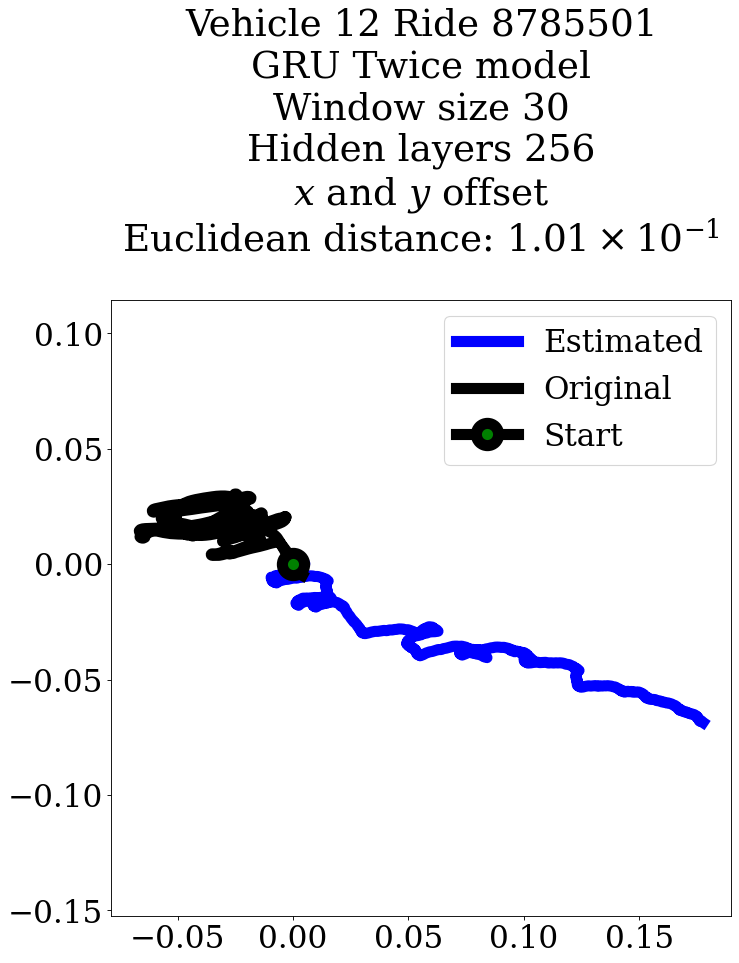 Vehicle 12 Ride 8785501
GRU Twice model
Window size 30
Hidden layers 256
x and y offset
Euclidean distance: 1.01 × 10⁻¹
Estimated
Original
Start
0.10
0.05
0.00
−0.05
−0.10
−0.15
−0.05 0.00 0.05 0.10 0.15